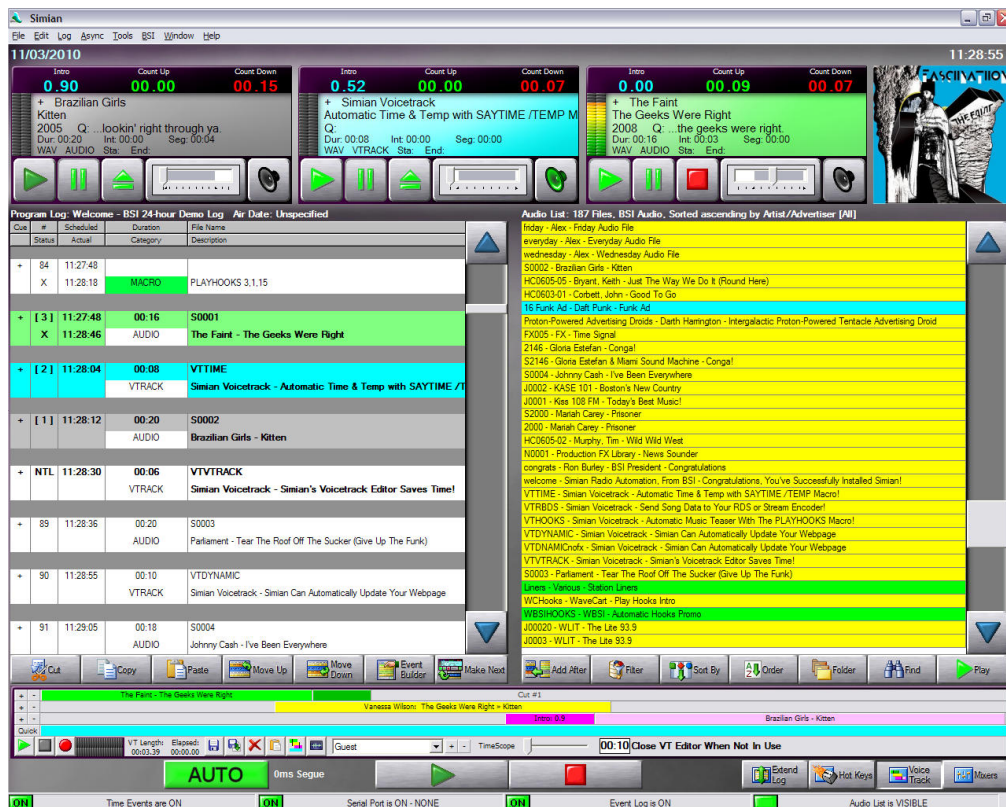 Simian
File Edit Log Async Tools BSI Window Help
11/03/2010 11:28:55
Intro Count Up Count Down
0.90 00.00 00.15
+ Brazilian Girls
Kitten
2005 Q: ...lookin' right through ya.
Dur: 00:20 Int: 00:00 Seg: 00:04
WAV AUDIO Sta: End:
Intro Count Up Count Down
0.52 00.00 00.07
+ Simian Voicetrack
Automatic Time & Temp with SAYTIME /TEMP M
Q:
Dur: 00:08 Int: 00:00 Seg: 00:00
WAV VTRACK Sta: End:
Intro Count Up Count Down
0.00 00.09 00.07
+ The Faint
The Geeks Were Right
2008 Q: ...the geeks were right.
Dur: 00:16 Int: 00:03 Seg: 00:00
WAV AUDIO Sta: End:
FASCINATIION
THE FAINT
Program Log: Welcome - BSI 24-hour Demo Log Air Date: Unspecified
Cue # Scheduled Duration File Name
Status Actual Category Description
+ 84 11:27:48
X 11:28:18 MACRO PLAYHOOKS 3,1,15
+ [ 3 ] 11:27:48 00:16 S0001
X 11:28:46 AUDIO The Faint - The Geeks Were Right
+ [ 2 ] 11:28:04 00:08 VTTIME
VTRACK Simian Voicetrack - Automatic Time & Temp with SAYTIME /T
+ [ 1 ] 11:28:12 00:20 S0002
AUDIO Brazilian Girls - Kitten
+ NTL 11:28:30 00:06 VTVTRACK
VTRACK Simian Voicetrack - Simian's Voicetrack Editor Saves Time!
+ 89 11:28:36 00:20 S0003
AUDIO Parliament - Tear The Roof Off The Sucker (Give Up The Funk)
+ 90 11:28:55 00:10 VTDYNAMIC
VTRACK Simian Voicetrack - Simian Can Automatically Update Your Webpage
+ 91 11:29:05 00:18 S0004
AUDIO Johnny Cash - I've Been Everywhere
Cut Copy Paste Move Up Move Down Event Builder Make Next
Audio List: 187 Files, BSI Audio, Sorted ascending by Artist/Advertiser [All]
friday - Alex - Friday Audio File
everyday - Alex - Everyday Audio File
wednesday - Alex - Wednesday Audio File
S0002 - Brazilian Girls - Kitten
HC0605-05 - Bryant, Keith - Just The Way We Do It (Round Here)
HC0603-01 - Corbett, John - Good To Go
16 Funk Ad - Daft Punk - Funk Ad
Proton-Powered Advertising Droids - Darth Harrington - Intergalactic Proton-Powered Tentacle Advertising Droid
FX005 - FX - Time Signal
2146 - Gloria Estefan - Conga!
S2146 - Gloria Estefan & Miami Sound Machine - Conga!
S0004 - Johnny Cash - I've Been Everywhere
J0002 - KASE 101 - Boston's New Country
J0001 - Kiss 108 FM - Today's Best Music!
S2000 - Mariah Carey - Prisoner
2000 - Mariah Carey - Prisoner
HC0605-02 - Murphy, Tim - Wild Wild West
N0001 - Production FX Library - News Sounder
congrats - Ron Burley - BSI President - Congratulations
welcome - Simian Radio Automation, From BSI - Congratulations, You've Successfully Installed Simian!
VTTIME - Simian Voicetrack - Automatic Time & Temp with SAYTIME /TEMP Macro!
VTRBDS - Simian Voicetrack - Send Song Data to Your RDS or Stream Encoder!
VTHOOKS - Simian Voicetrack - Automatic Music Teaser With The PLAYHOOKS Macro!
VTDYNAMIC - Simian Voicetrack - Simian Can Automatically Update Your Webpage
VTDNAMICnofx - Simian Voicetrack - Simian Can Automatically Update Your Webpage
VTVTRACK - Simian Voicetrack - Simian's Voicetrack Editor Saves Time!
S0003 - Parliament - Tear The Roof Off The Sucker (Give Up The Funk)
Liners - Various - Station Liners
WCHooks - WaveCart - Play Hooks Intro
WBSIHOOKS - WBSI - Automatic Hooks Promo
J00020 - WLIT - The Lite 93.9
J0003 - WLIT - The Lite 93.9
Add After Filter Sort By Order Folder Find Play
+ - The Faint - The Geeks Were Right Cut #1
+ - Vanessa Wilson: The Geeks Were Right » Kitten
+ - Intro: 0.9 Brazilian Girls - Kitten
Quick
VT Length: 00:03.39 Elapsed: 00:00.00 Guest + - TimeScope 00:10 Close VT Editor When Not In Use
AUTO 0ms Segue Extend Log Hot Keys Voice Track Mixers
ON Time Events are ON ON Serial Port is ON - NONE ON Event Log is ON Audio List is VISIBLE